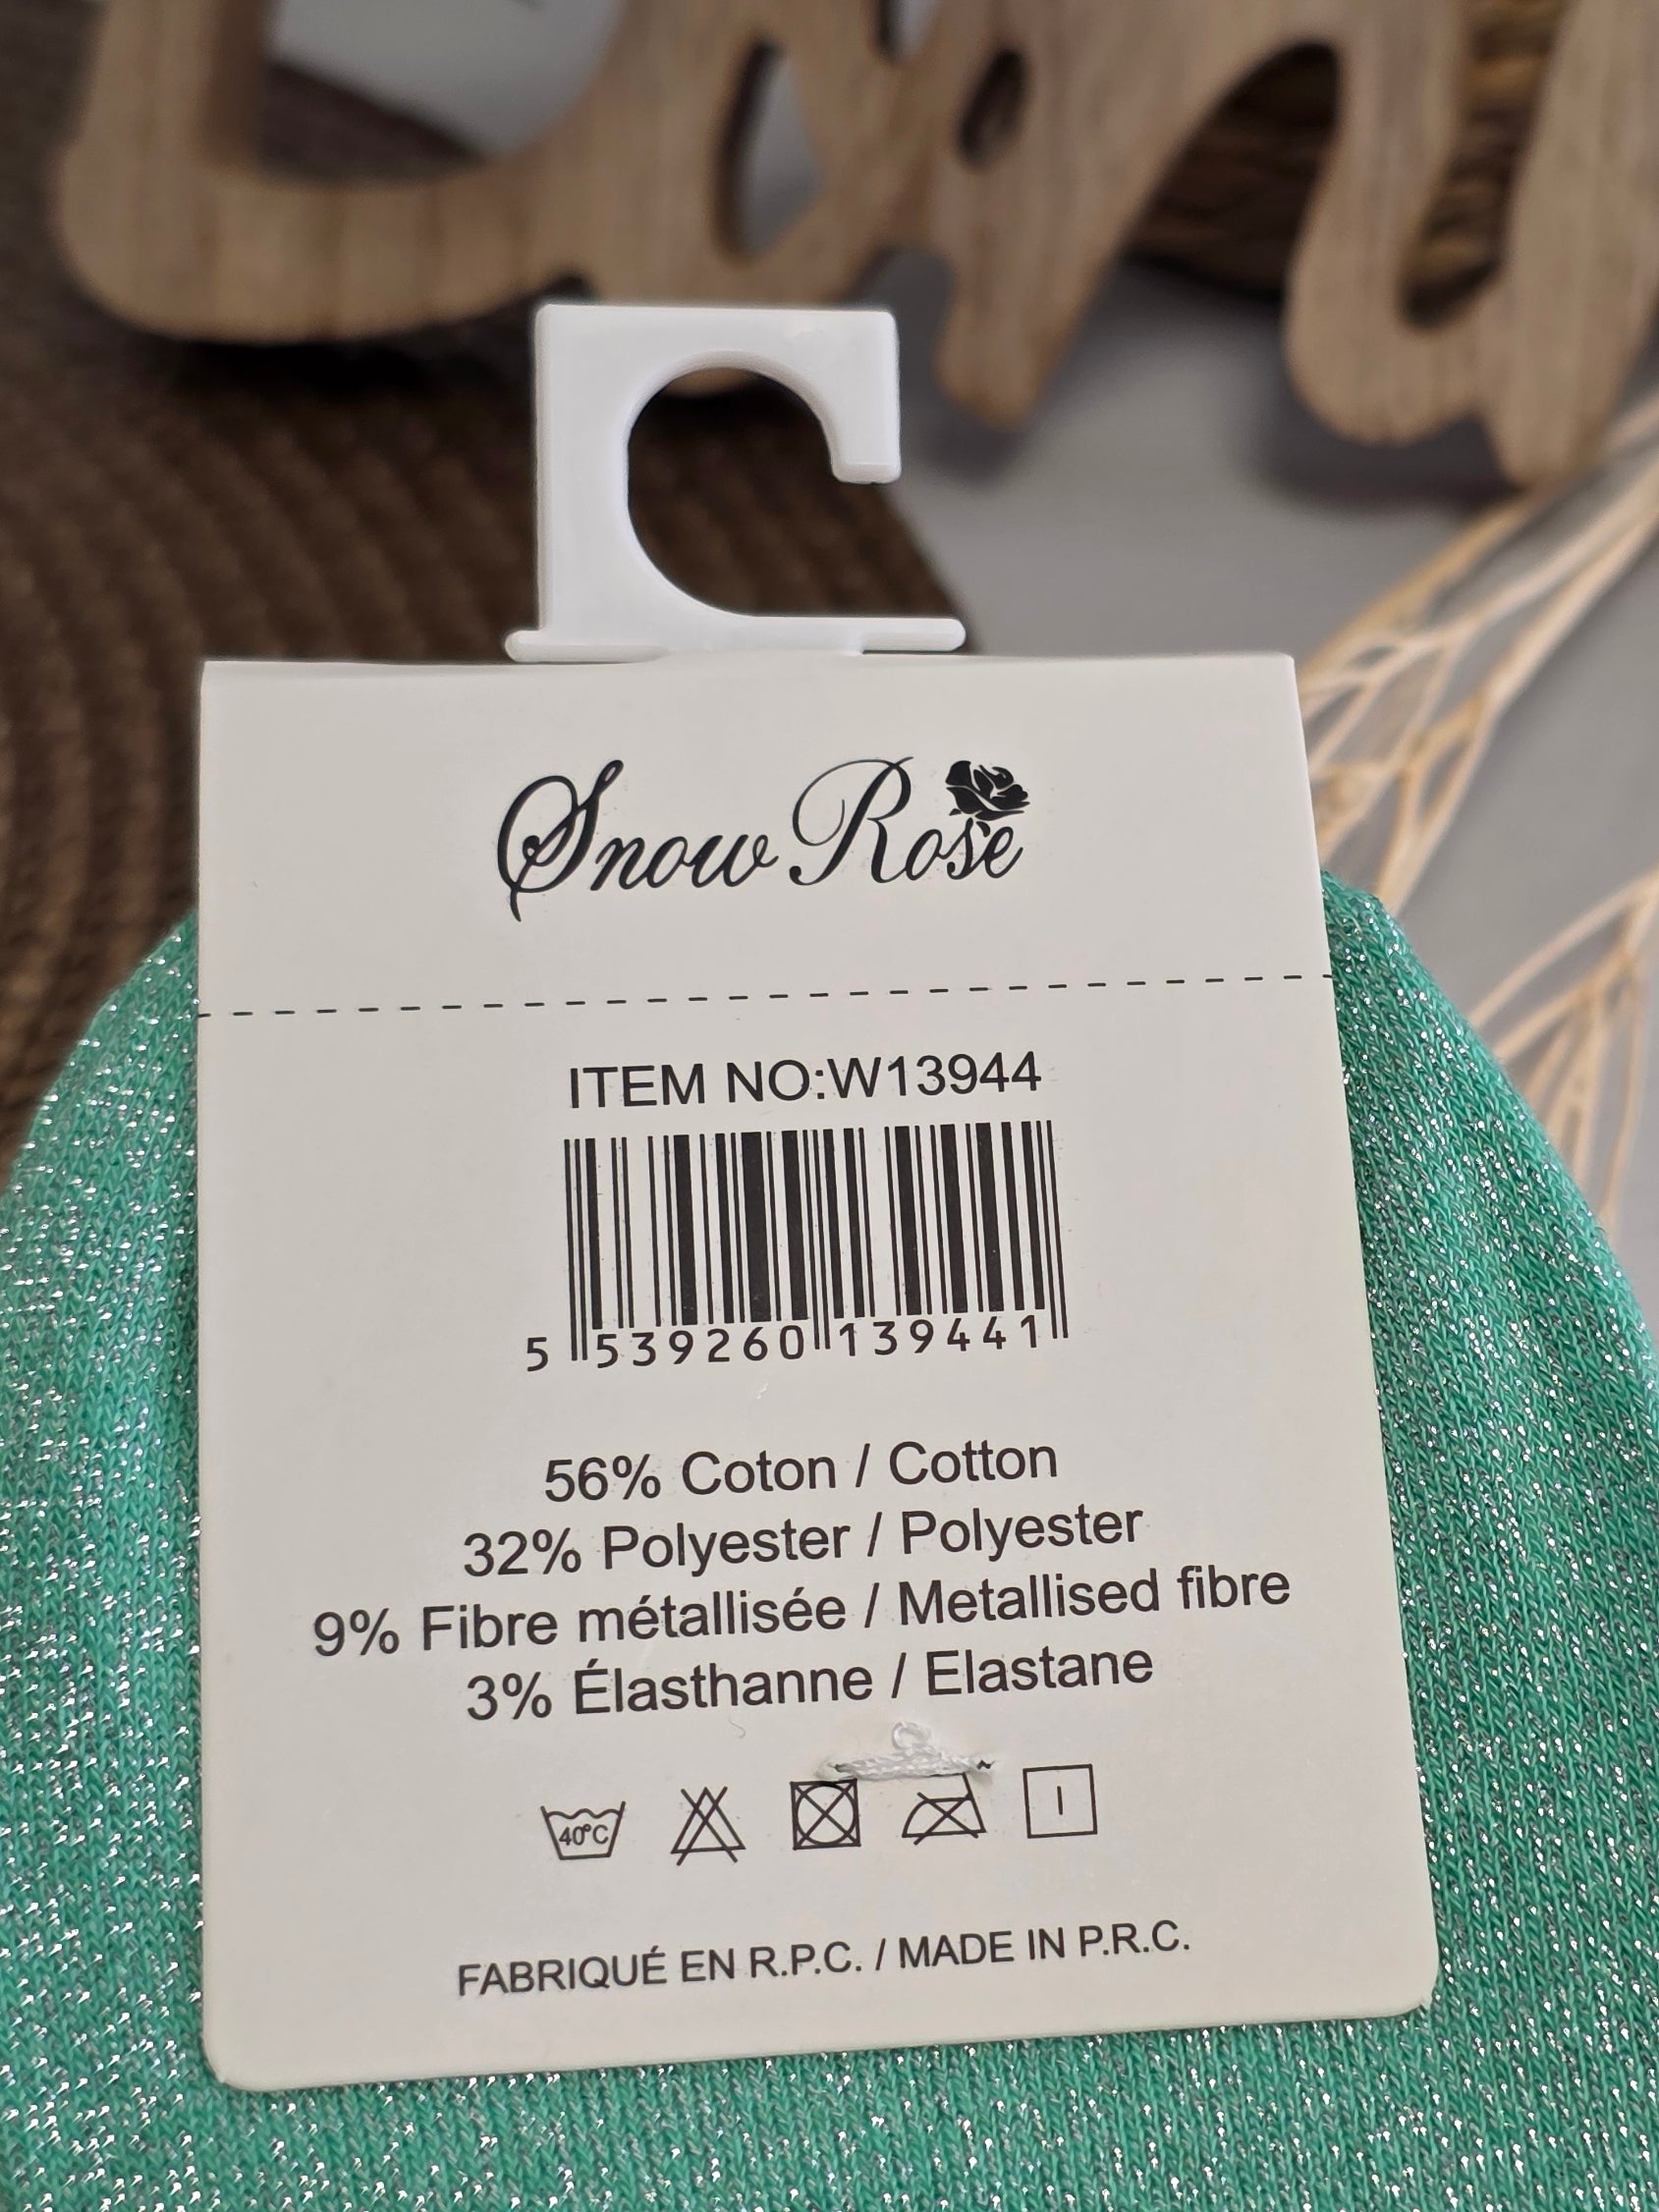 Snow Rose
ITEM NO:W13944
5 539260 139441
56% Coton / Cotton
32% Polyester / Polyester
9% Fibre métallisée / Metallised fibre
3% Élasthanne / Elastane
40°C
FABRIQUÉ EN R.P.C. / MADE IN P.R.C.